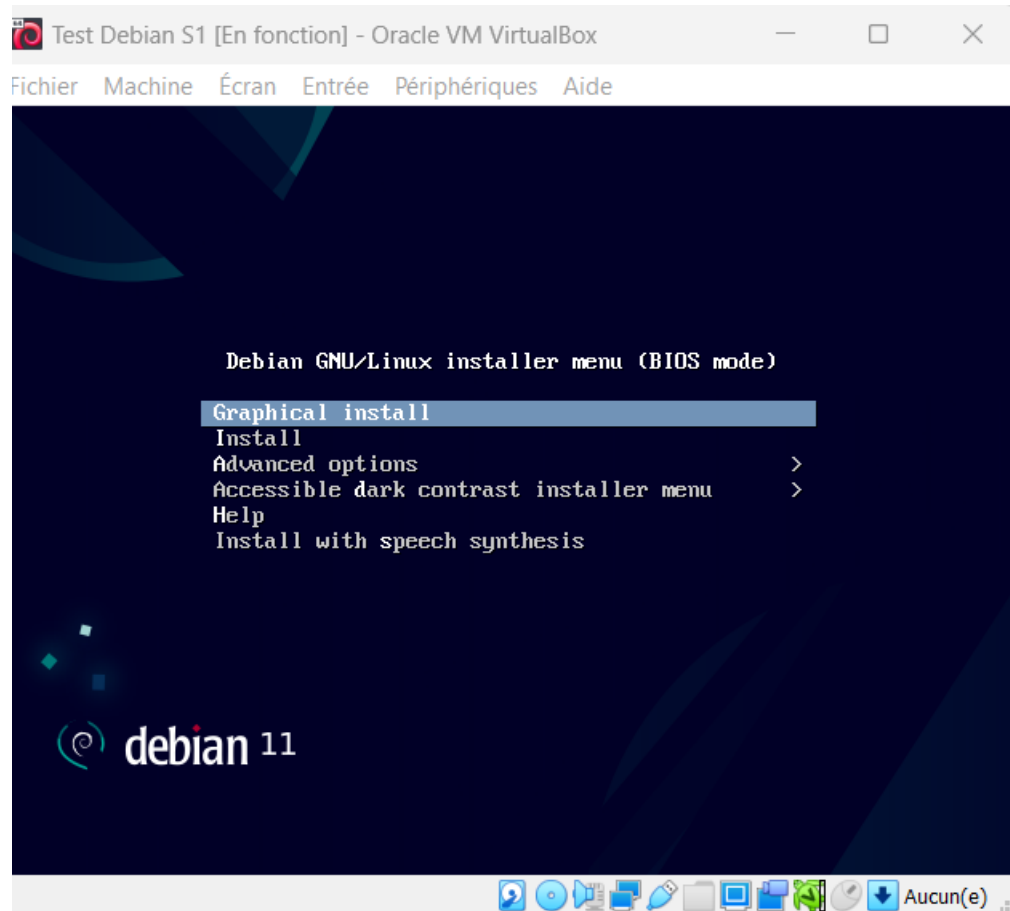 Test Debian S1 [En fonction] - Oracle VM VirtualBox
Fichier Machine Écran Entrée Périphériques Aide
Debian GNU/Linux installer menu (BIOS mode)
Graphical install
Install
Advanced options >
Accessible dark contrast installer menu >
Help
Install with speech synthesis
debian 11
Aucun(e)